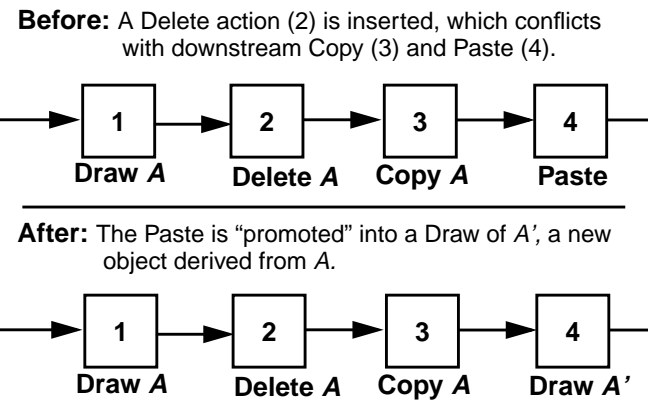 Before: A Delete action (2) is inserted, which conflicts
with downstream Copy (3) and Paste (4).
1 2 3 4
Draw A Delete A Copy A Paste
After: The Paste is “promoted” into a Draw of A’, a new
object derived from A.
1 2 3 4
Draw A Delete A Copy A Draw A’